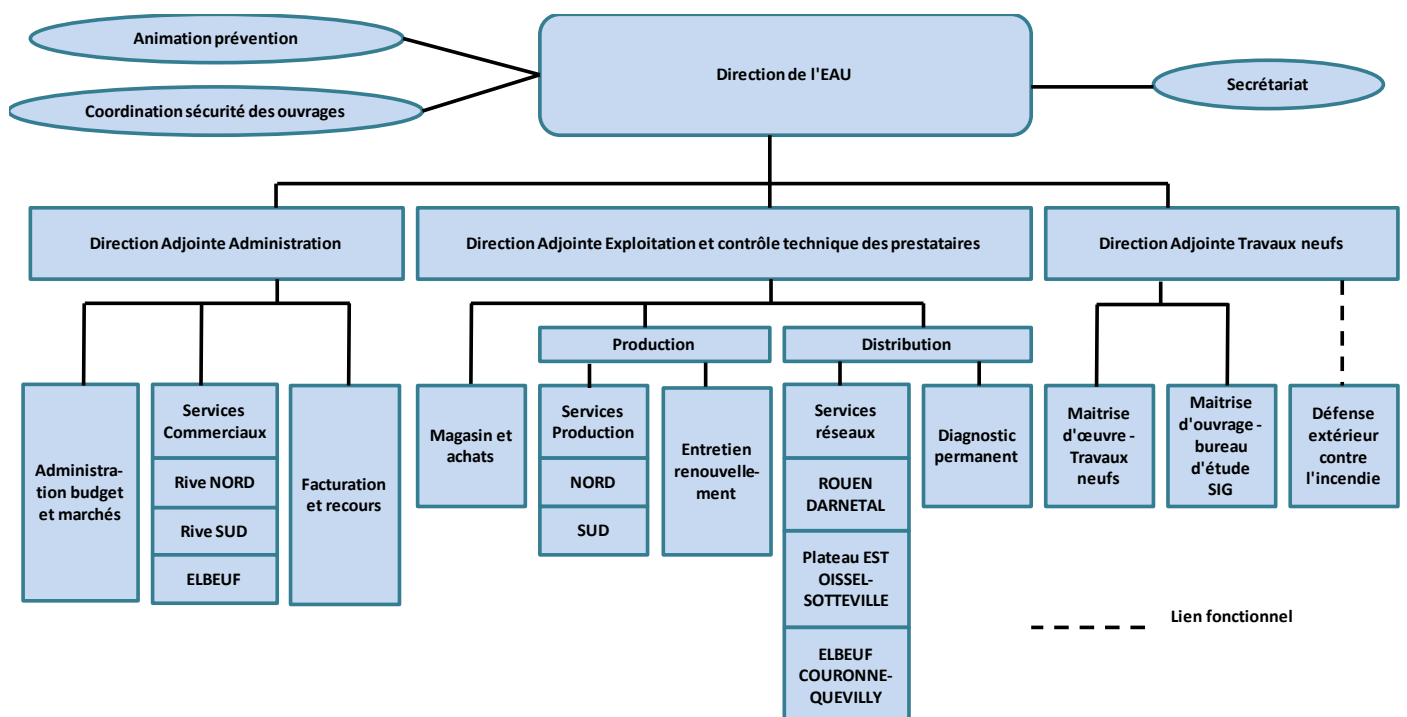 Animation prévention
Coordination sécurité des ouvrages
Direction de l'EAU
Secrétariat
Direction Adjointe Administration
Direction Adjointe Exploitation et contrôle technique des prestataires
Direction Adjointe Travaux neufs
Production
Distribution
Administra-
tion budget
et marchés
Services
Commerciaux
Rive NORD
Rive SUD
ELBEUF
Facturation
et recours
Magasin et
achats
Services
Production
NORD
SUD
Entretien
renouvelle-
ment
Services
réseaux
ROUEN
DARNETAL
Plateau EST
OISSEL-
SOTTEVILLE
ELBEUF
COURONNE-
QUEVILLY
Diagnostic
permanent
Maitrise
d'œuvre -
Travaux
neufs
Maitrise
d'ouvrage -
bureau
d'étude
SIG
Défense
extérieur
contre
l'incendie
Lien fonctionnel